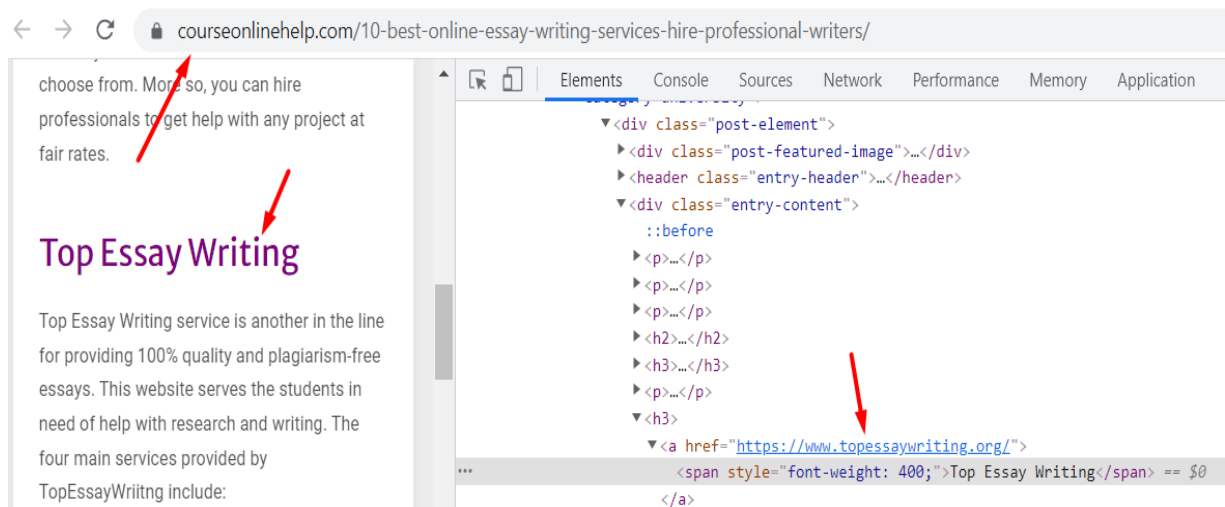 courseonlinehelp.com/10-best-online-essay-writing-services-hire-professional-writers/
choose from. More so, you can hire
professionals to get help with any project at
fair rates.
Top Essay Writing
Top Essay Writing service is another in the line
for providing 100% quality and plagiarism-free
essays. This website serves the students in
need of help with research and writing. The
four main services provided by
TopEssayWriitng include:
Elements Console Sources Network Performance Memory Application
category-university">
▼<div class="post-element">
▶<div class="post-featured-image">…</div>
▶<header class="entry-header">…</header>
▼<div class="entry-content">
::before
▶<p>…</p>
▶<p>…</p>
▶<p>…</p>
▶<h2>…</h2>
▶<h3>…</h3>
▶<p>…</p>
▼<h3>
▼<a href="https://www.topessaywriting.org/">
<span style="font-weight: 400;">Top Essay Writing</span> == $0
</a>